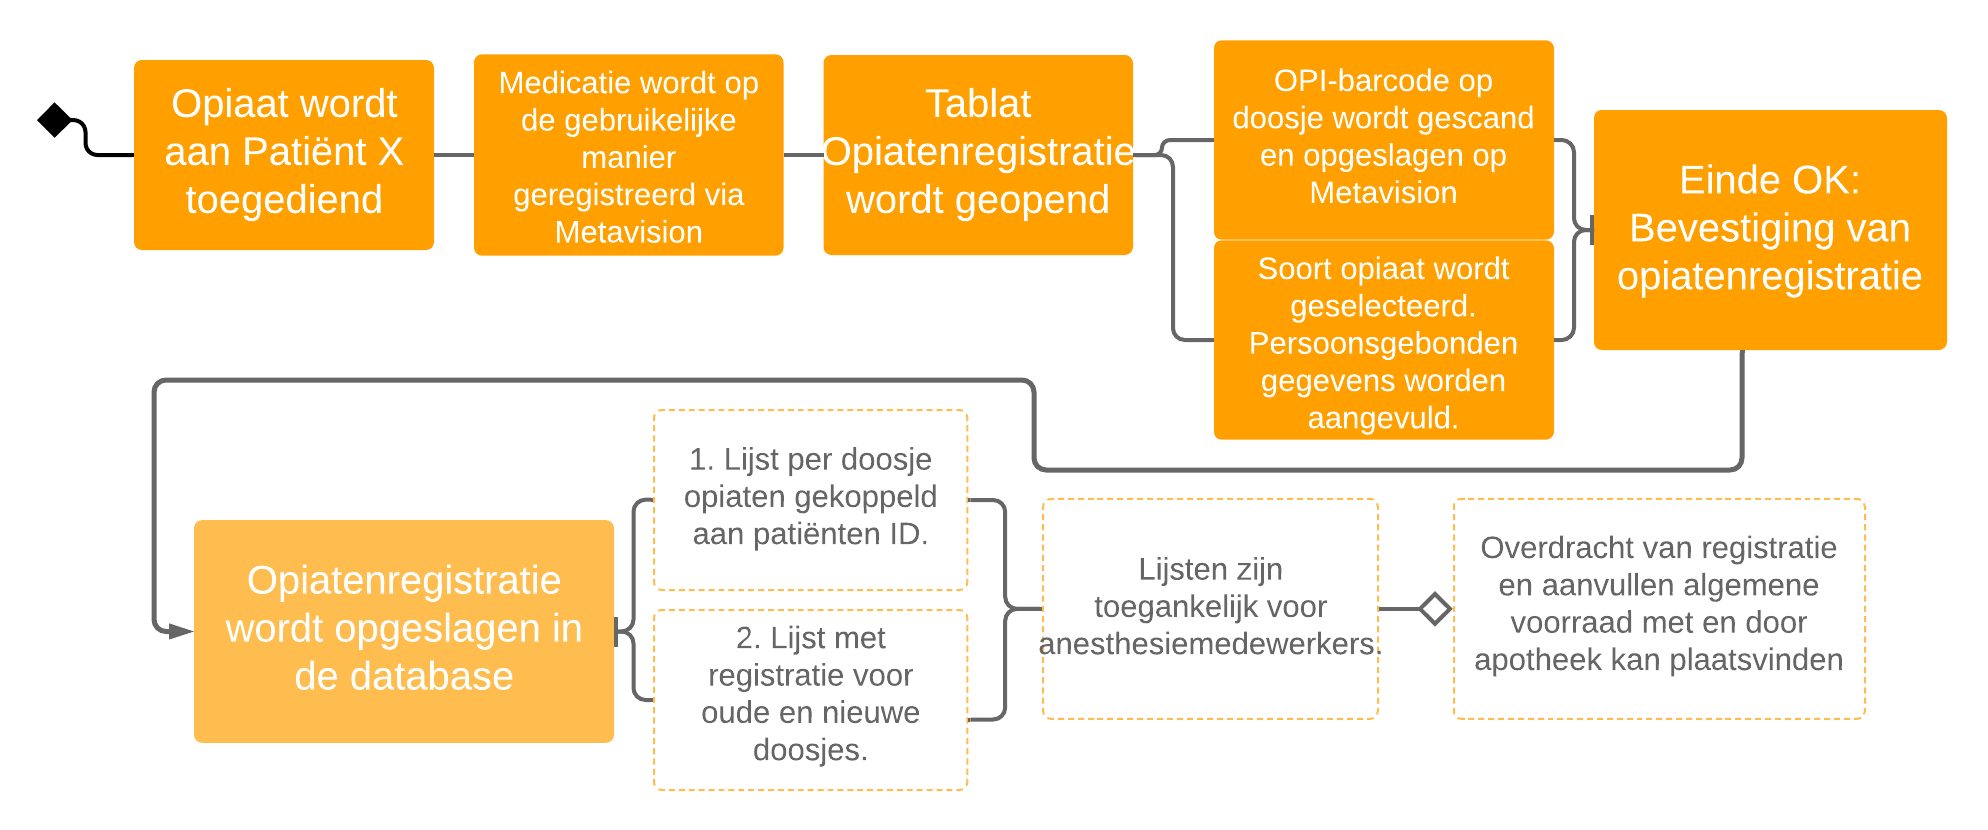 Opiaat wordt
aan Patiënt X
toegediend
Medicatie wordt op
de gebruikelijke
manier
geregistreerd via
Metavision
Tablat
Opiatenregistratie
wordt geopend
OPI-barcode op
doosje wordt gescand
en opgeslagen op
Metavision
Soort opiaat wordt
geselecteerd.
Persoonsgebonden
gegevens worden
aangevuld.
Einde OK:
Bevestiging van
opiatenregistratie
Opiatenregistratie
wordt opgeslagen in
de database
1. Lijst per doosje
opiaten gekoppeld
aan patiënten ID.
2. Lijst met
registratie voor
oude en nieuwe
doosjes.
Lijsten zijn
toegankelijk voor
anesthesiemedewerkers.
Overdracht van registratie
en aanvullen algemene
voorraad met en door
apotheek kan plaatsvinden